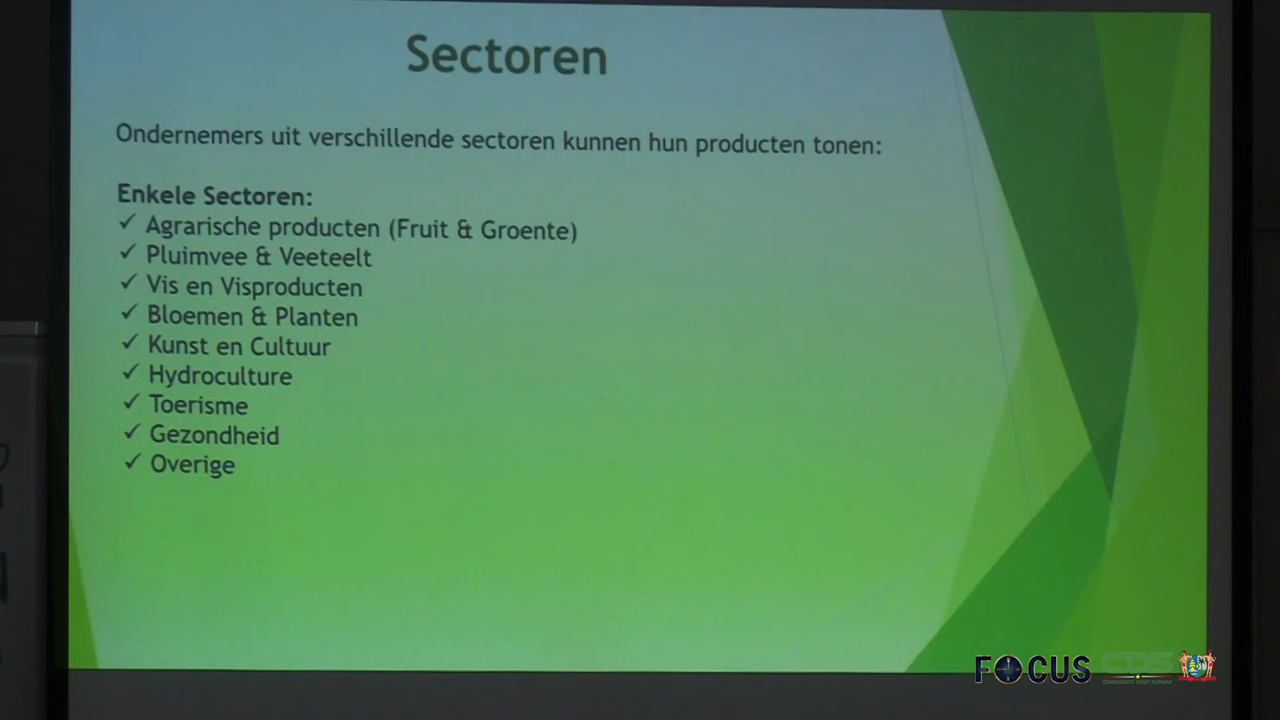 Sectoren
Ondernemers uit verschillende sectoren kunnen hun producten tonen:
Enkele Sectoren:
✓ Agrarische producten (Fruit & Groente)
✓ Pluimvee & Veeteelt
✓ Vis en Visproducten
✓ Bloemen & Planten
✓ Kunst en Cultuur
✓ Hydroculture
✓ Toerisme
✓ Gezondheid
✓ Overige
FOCUS CDS